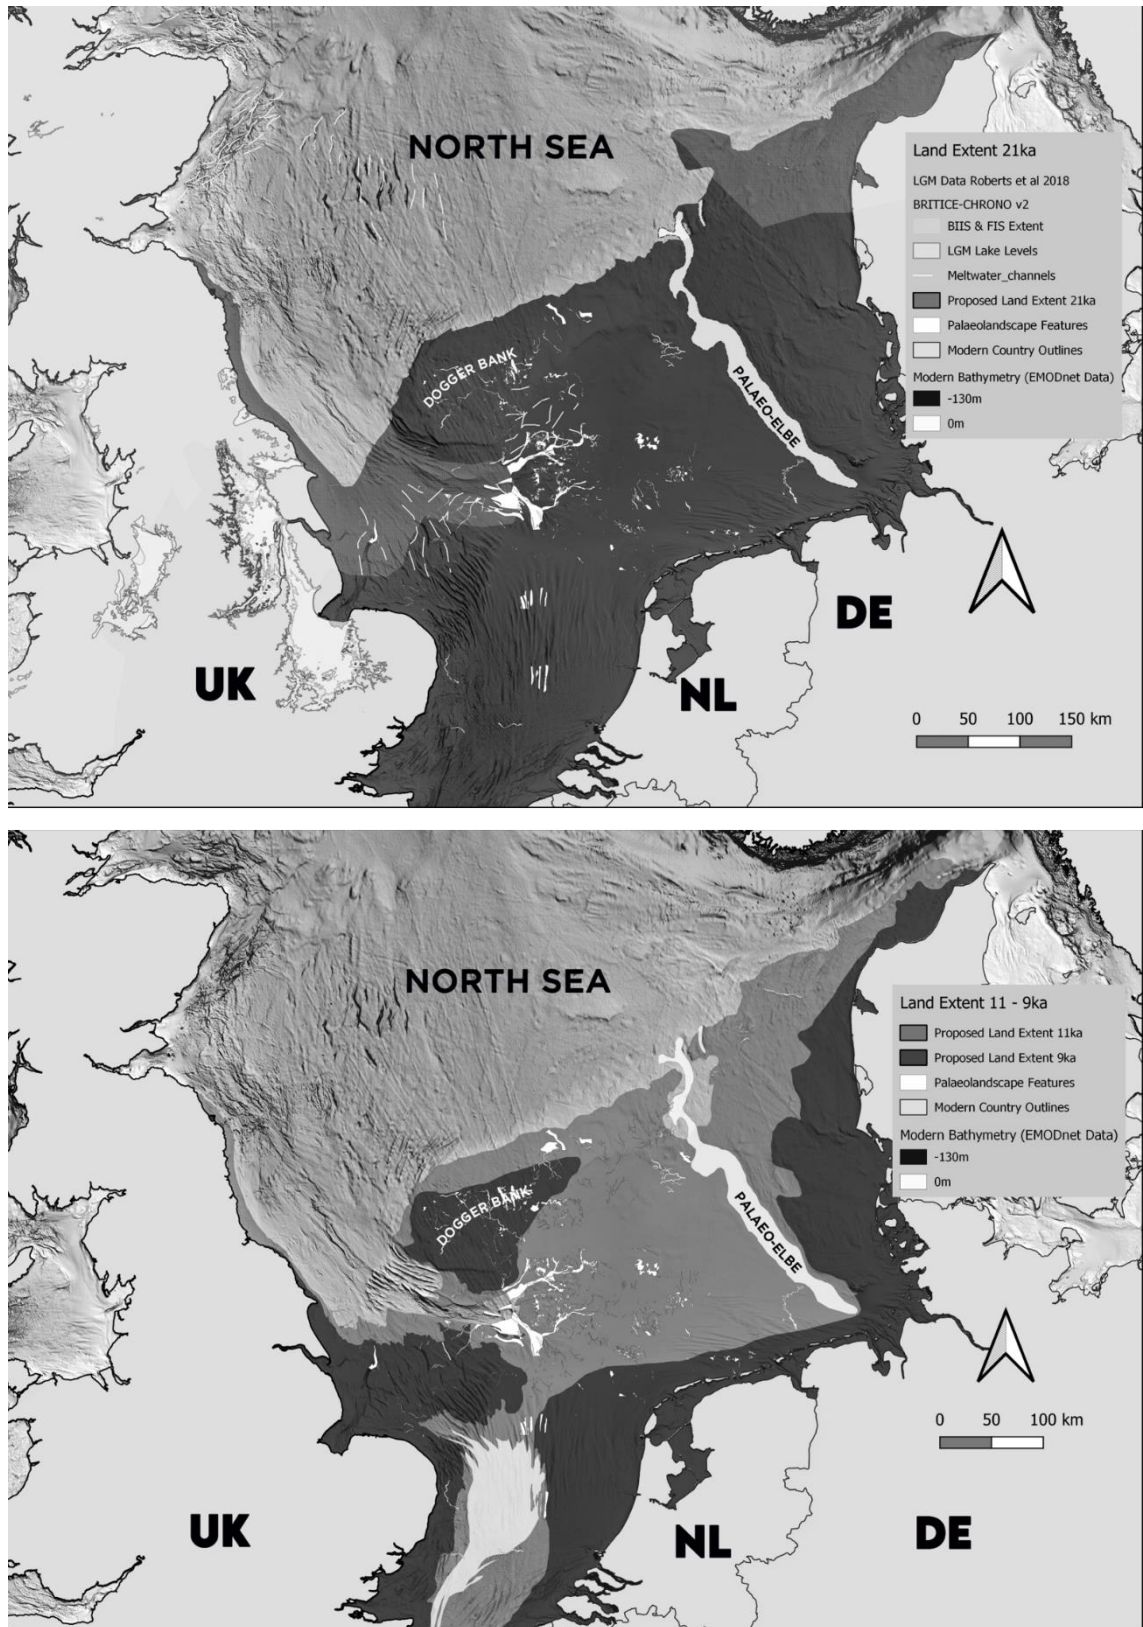 NORTH SEA
Land Extent 21ka
LGM Data Roberts et al 2018
BRITICE-CHRONO v2
BIIS & FIS Extent
LGM Lake Levels
Meltwater_channels
Proposed Land Extent 21ka
Palaeolandscape Features
Modern Country Outlines
Modern Bathymetry (EMODnet Data)
-130m
0m
DOGGER BANK
PALAEO-ELBE
DE
UK
NL
0 50 100 150 km
NORTH SEA
Land Extent 11 - 9ka
Proposed Land Extent 11ka
Proposed Land Extent 9ka
Palaeolandscape Features
Modern Country Outlines
Modern Bathymetry (EMODnet Data)
-130m
0m
DOGGER BANK
PALAEO-ELBE
0 50 100 km
UK
NL
DE